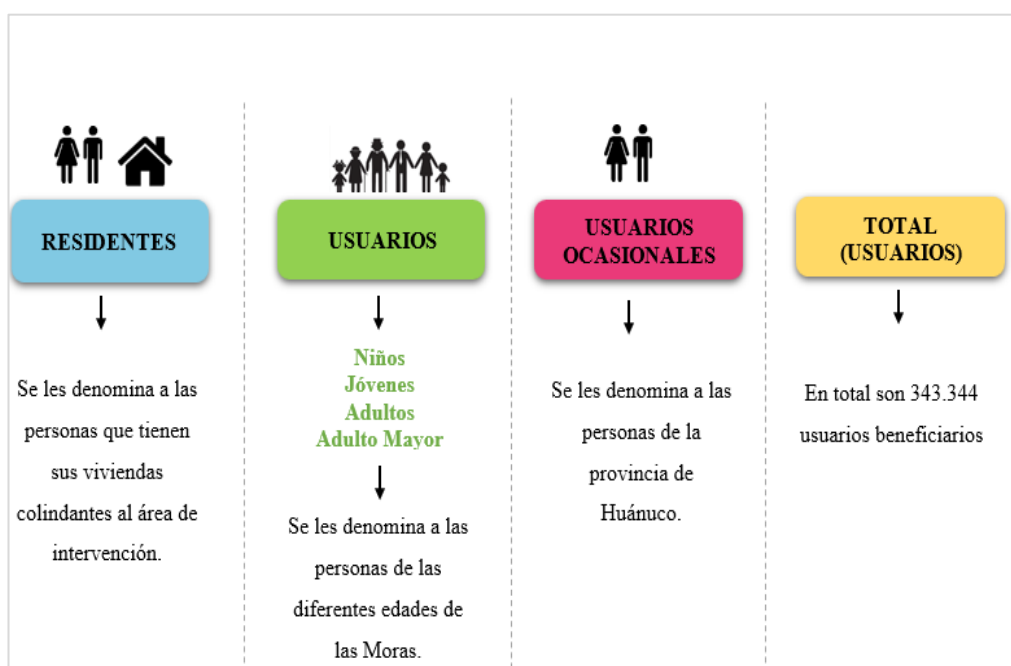 RESIDENTES
Se les denomina a las
personas que tienen
sus viviendas
colindantes al área de
intervención.
USUARIOS
Niños
Jóvenes
Adultos
Adulto Mayor
Se les denomina a las
personas de las
diferentes edades de
las Moras.
USUARIOS
OCASIONALES
Se les denomina a las
personas de la
provincia de
Huánuco.
TOTAL
(USUARIOS)
En total son 343.344
usuarios beneficiarios